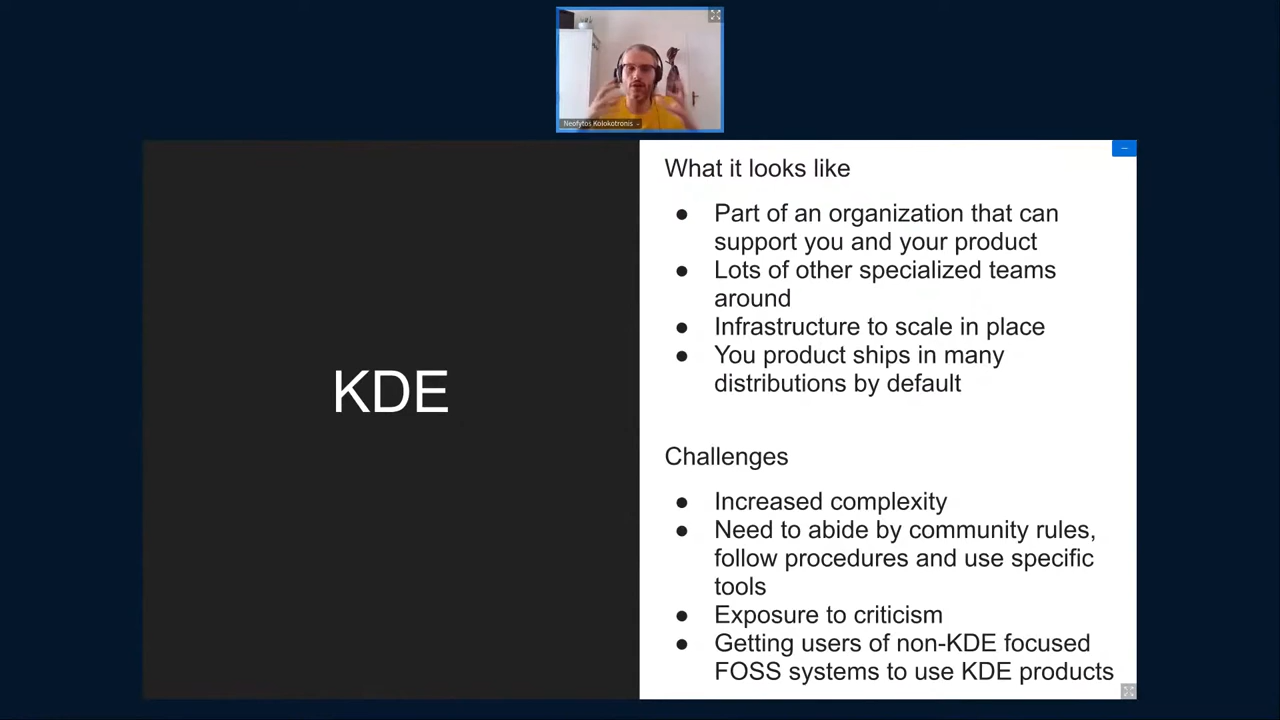 Neofytos Kolokotronis
KDE
What it looks like
● Part of an organization that can
support you and your product
● Lots of other specialized teams
around
● Infrastructure to scale in place
● You product ships in many
distributions by default
Challenges
● Increased complexity
● Need to abide by community rules,
follow procedures and use specific
tools
● Exposure to criticism
● Getting users of non-KDE focused
FOSS systems to use KDE products